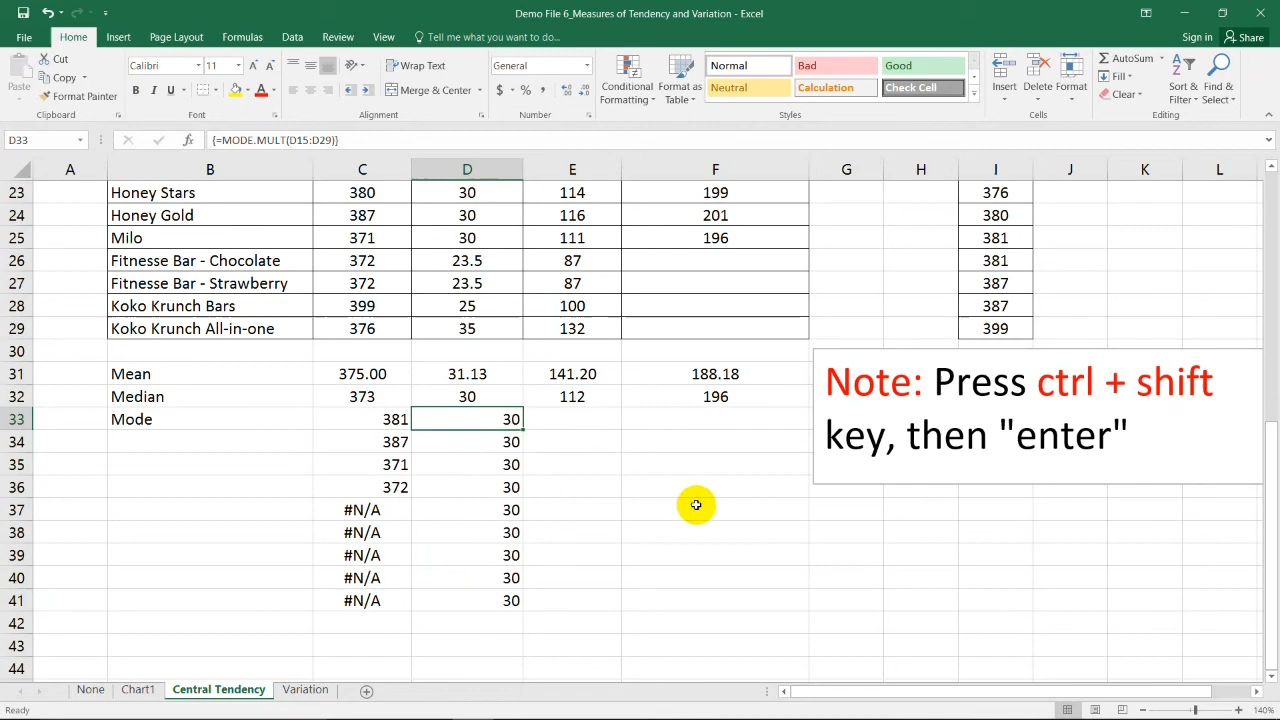 Demo File 6_Measures of Tendency and Variation - Excel
File Home Insert Page Layout Formulas Data Review View Tell me what you want to do... Sign in Share
Paste Cut Copy Format Painter Clipboard
Calibri 11 A A B I U A Font
Wrap Text Merge & Center Alignment
General $ % , Number
Conditional Formatting Format as Table
Normal Bad Good
Neutral Calculation Check Cell
Styles
Insert Delete Format Cells
AutoSum Fill Clear Sort & Filter Find & Select Editing
D33 fx {=MODE.MULT(D15:D29)}
A B C D E F G H I J K L
23 Honey Stars 380 30 114 199 376
24 Honey Gold 387 30 116 201 380
25 Milo 371 30 111 196 381
26 Fitnesse Bar - Chocolate 372 23.5 87 381
27 Fitnesse Bar - Strawberry 372 23.5 87 387
28 Koko Krunch Bars 399 25 100 387
29 Koko Krunch All-in-one 376 35 132 399
30
31 Mean 375.00 31.13 141.20 188.18
32 Median 373 30 112 196
33 Mode 381 30
34 387 30
35 371 30
36 372 30
37 #N/A 30
38 #N/A 30
39 #N/A 30
40 #N/A 30
41 #N/A 30
42
43
44
Note: Press ctrl + shift
key, then "enter"
None Chart1 Central Tendency Variation
Ready 140%